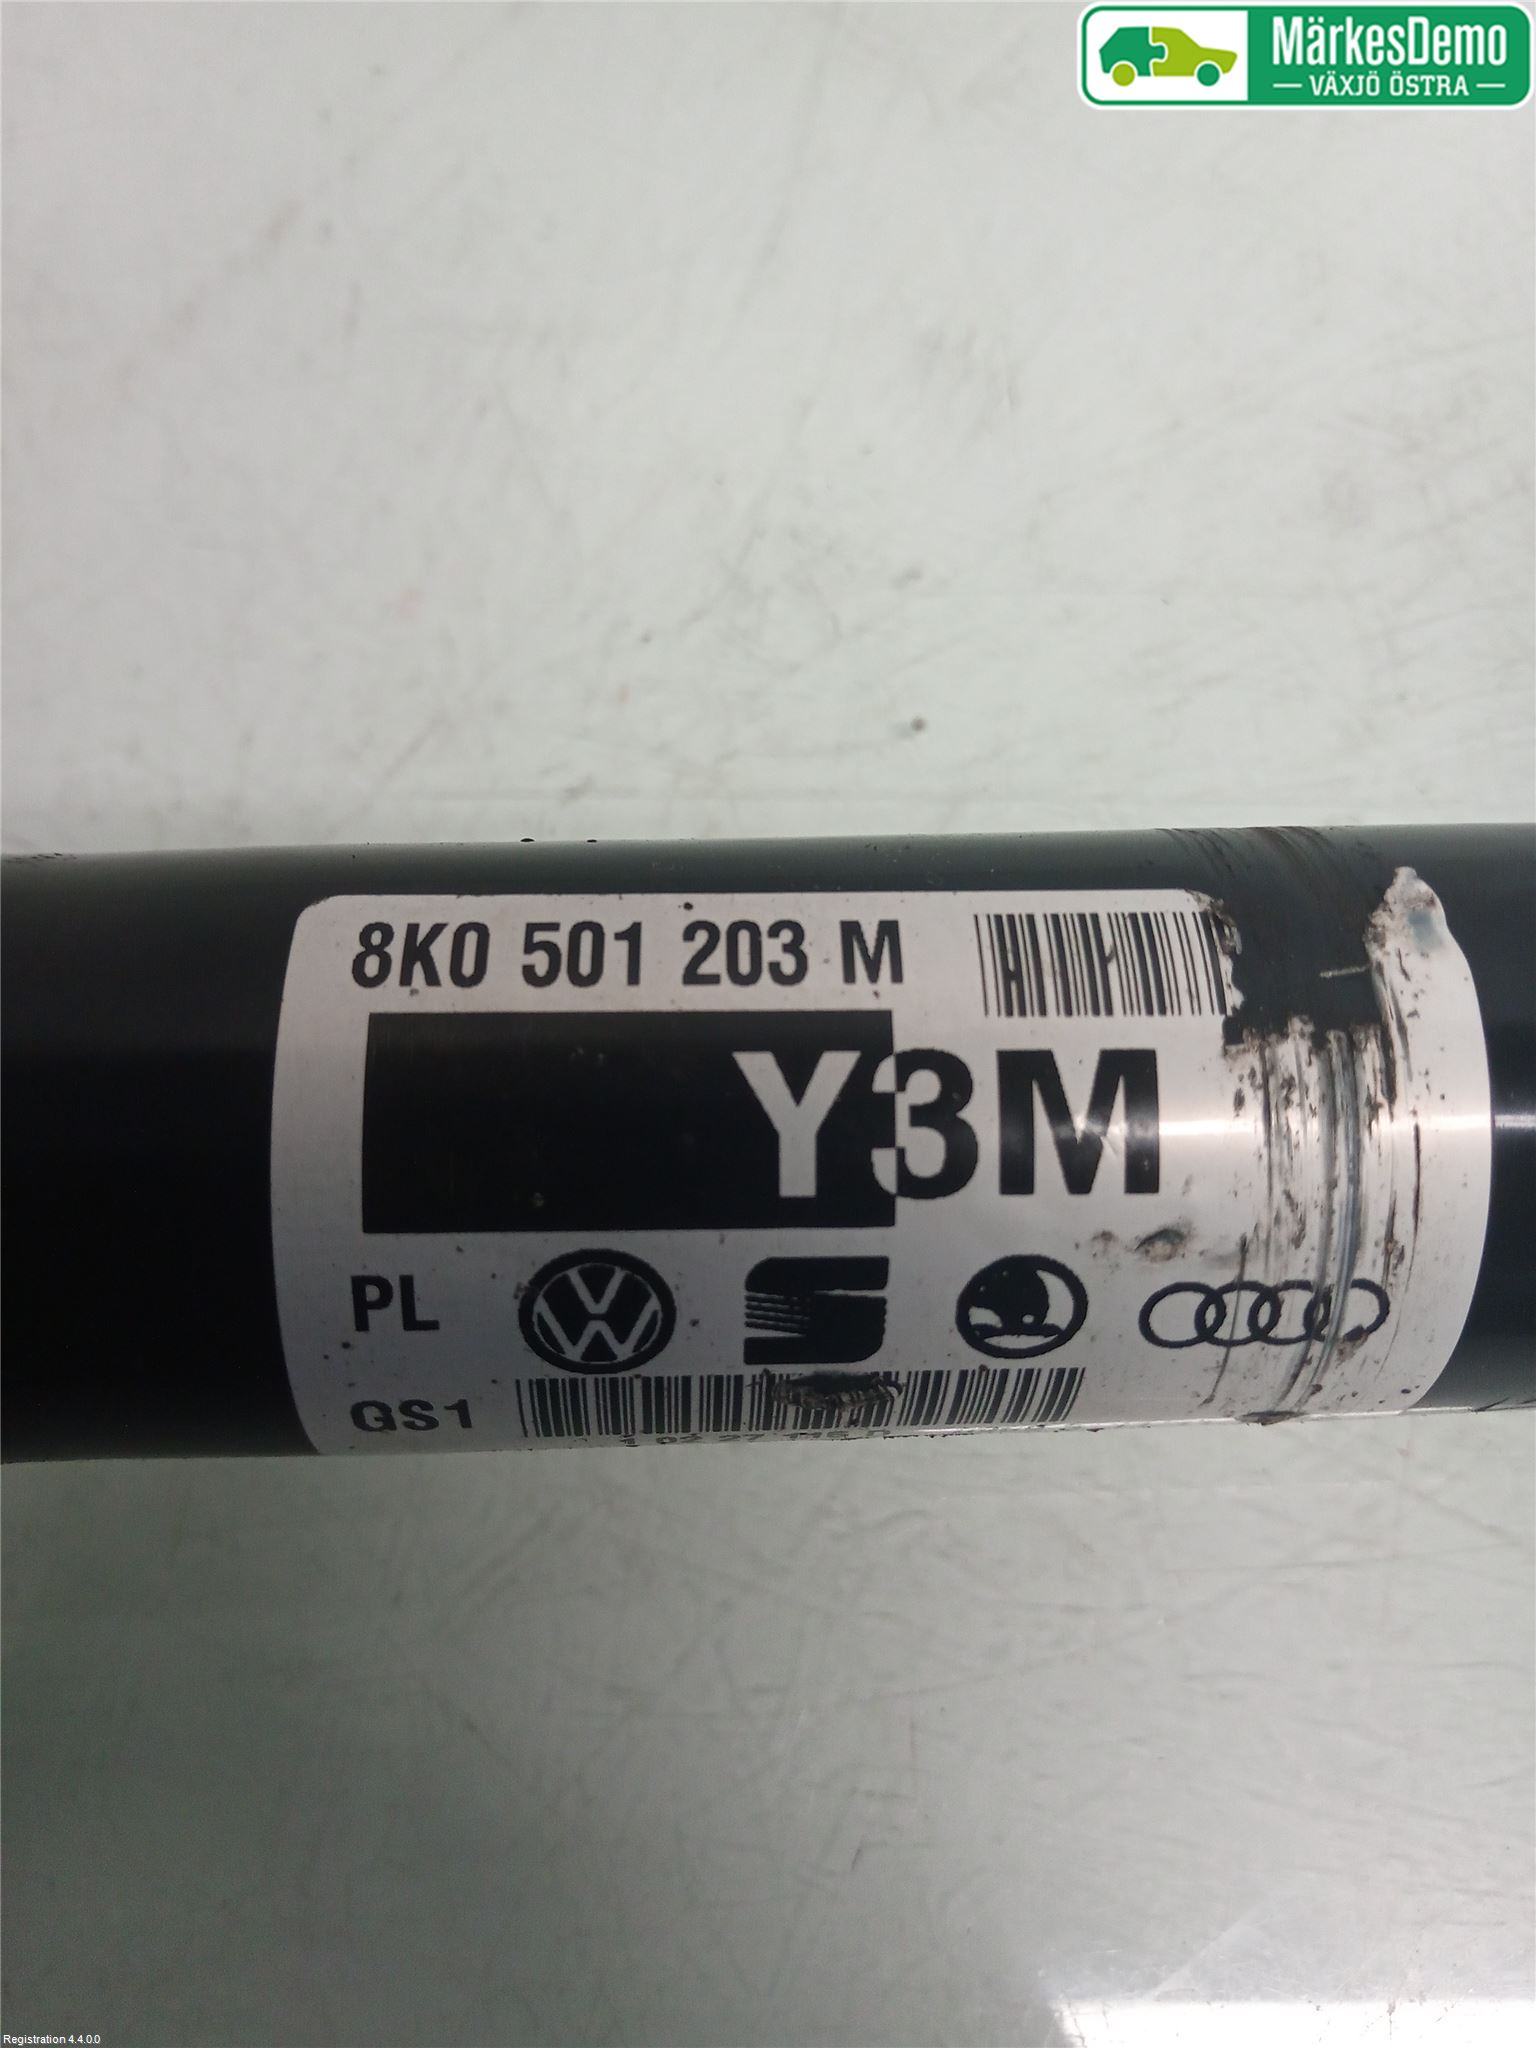 MärkesDemo
VÄXJÖ ÖSTRA
8K0 501 203 M
Y3M
PL
GS1
Registration 4.4.0.0